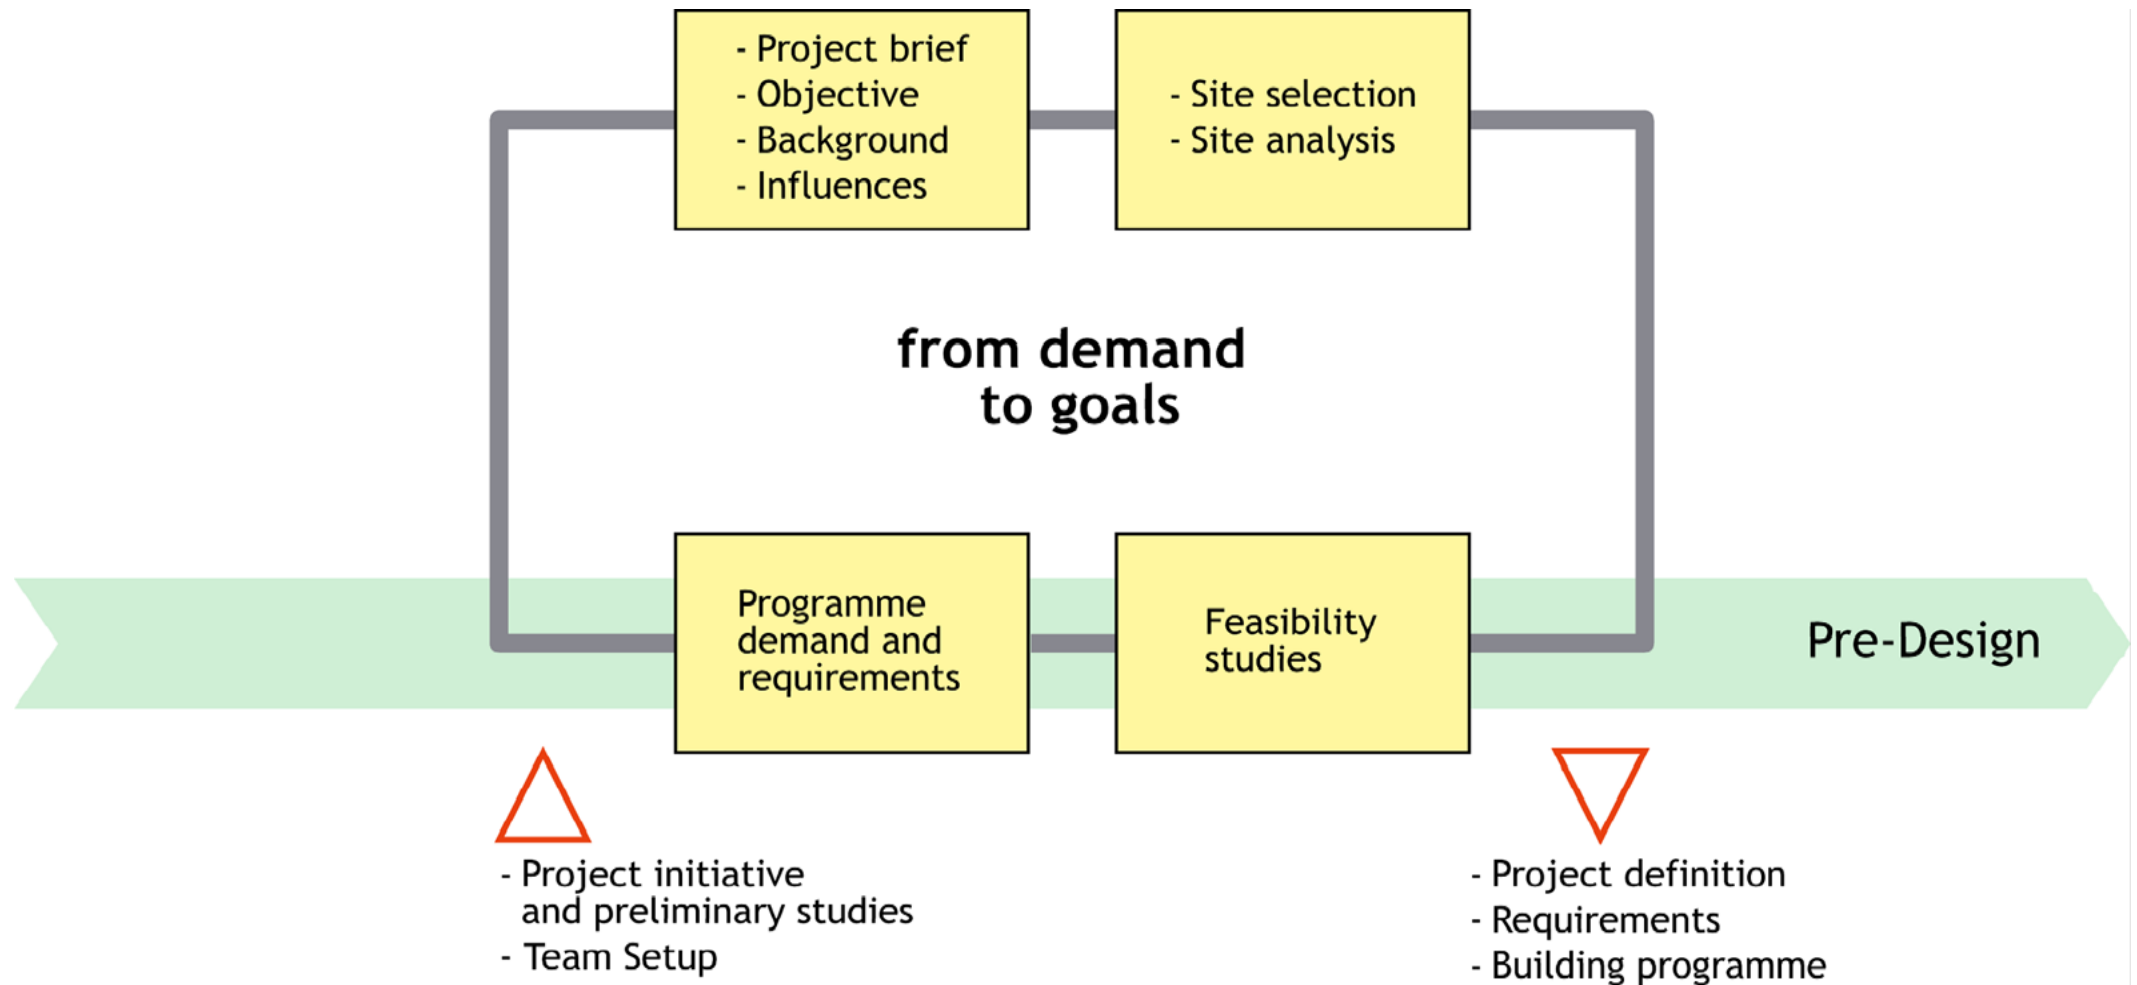 - Project brief
- Objective
- Background
- Influences
- Site selection
- Site analysis
from demand
to goals
Programme
demand and
requirements
Feasibility
studies
Pre-Design
- Project initiative
and preliminary studies
- Team Setup
- Project definition
- Requirements
- Building programme